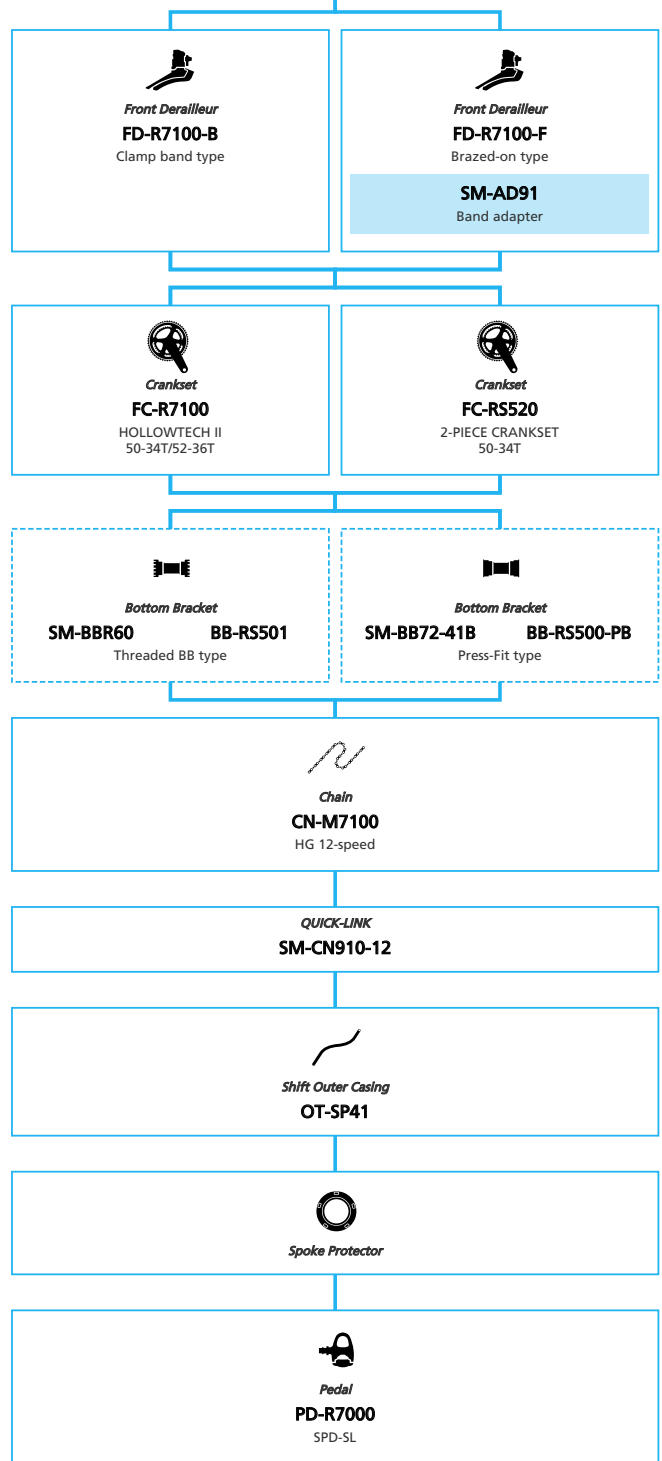 Front Derailleur
FD-R7100-B
Clamp band type
Front Derailleur
FD-R7100-F
Brazed-on type
SM-AD91
Band adapter
Crankset
FC-R7100
HOLLOWTECH II
50-34T/52-36T
Crankset
FC-RS520
2-PIECE CRANKSET
50-34T
Bottom Bracket
SM-BBR60 BB-RS501
Threaded BB type
Bottom Bracket
SM-BB72-41B BB-RS500-PB
Press-Fit type
Chain
CN-M7100
HG 12-speed
QUICK-LINK
SM-CN910-12
Shift Outer Casing
OT-SP41
Spoke Protector
Pedal
PD-R7000
SPD-SL